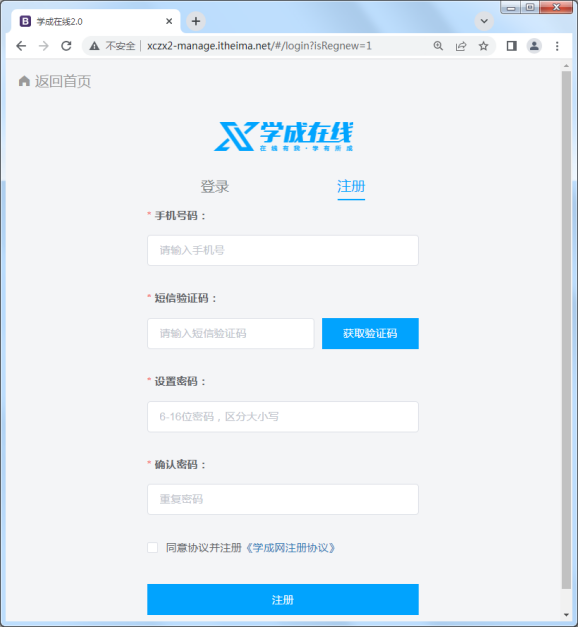 学成在线2.0
不安全 xczx2-manage.itheima.net/#/login?isRegnew=1
返回首页
学成在线
在线有我·学有所成
登录 注册
* 手机号码：
请输入手机号
* 短信验证码：
请输入短信验证码 获取验证码
* 设置密码：
6-16位密码，区分大小写
* 确认密码：
重复密码
同意协议并注册《学成网注册协议》
注册